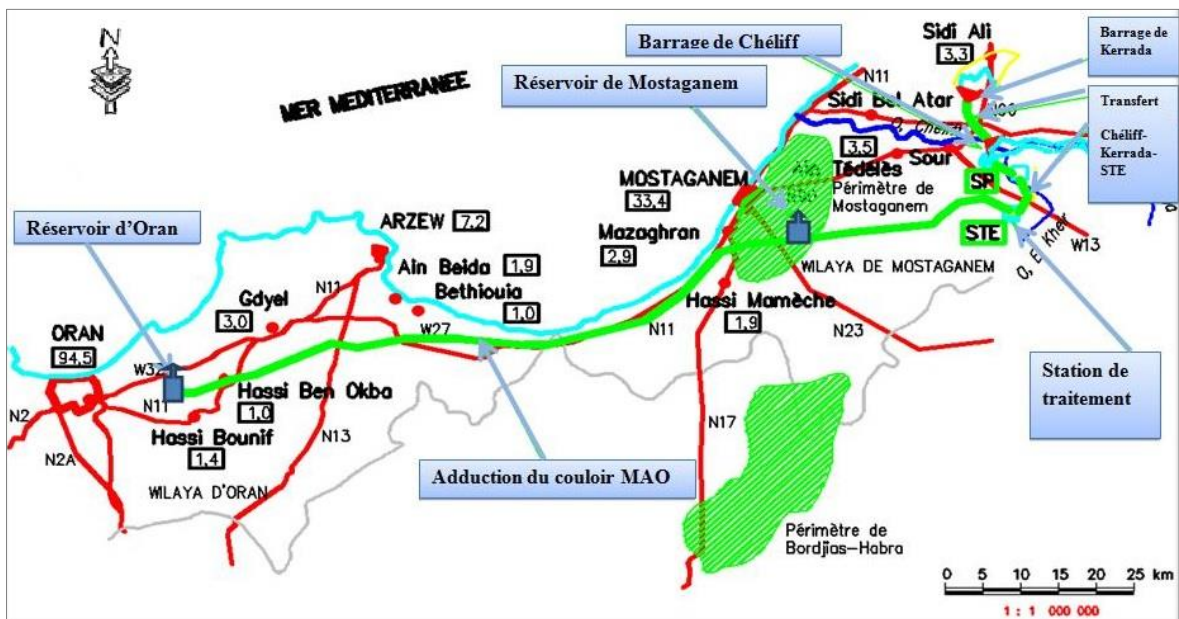 N
MER MEDITERRANEE
Barrage de Chéliff
Réservoir de Mostaganem
Sidi Ali
3,3
Barrage de
Kerrada
Transfert
Chéliff-
Kerrada-
STE
N11
Sidi Bel Atar
3,5
Sour
Tédelès
SP
STE
W13
Périmètre de
Mostaganem
MOSTAGANEM
33,4
Mazaghran
2,9
WILAYA DE MOSTAGANEM
Hassi Mamèche
1,9
N23
N17
N11
Station de
traitement
Réservoir d'Oran
ARZEW 7,2
Ain Beida 1,9
Bethiouia
1,0
N11
Gdyel
3,0
W27
ORAN
94,5
W32
N11
N2
N2A
Hassi Ben Okba
1,0
Hassi Bounif
1,4
N13
WILAYA D'ORAN
Adduction du couloir MAO
Périmètre de
Bordjias-Habra
0 5 10 15 20 25 km
1 : 1 000 000